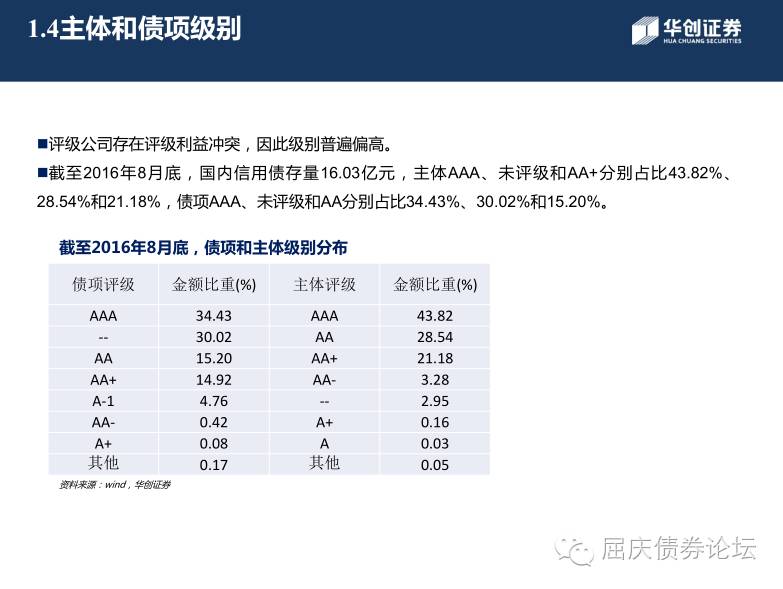 1.4主体和债项级别
华创证券
HUA CHUANG SECURITIES
■评级公司存在评级利益冲突，因此级别普遍偏高。
■截至2016年8月底，国内信用债存量16.03亿元，主体AAA、未评级和AA+分别占比43.82%、
28.54%和21.18%，债项AAA、未评级和AA分别占比34.43%、30.02%和15.20%。
截至2016年8月底，债项和主体级别分布
债项评级 金额比重(%) 主体评级 金额比重(%)
AAA 34.43 AAA 43.82
-- 30.02 AA 28.54
AA 15.20 AA+ 21.18
AA+ 14.92 AA- 3.28
A-1 4.76 -- 2.95
AA- 0.42 A+ 0.16
A+ 0.08 A 0.03
其他 0.17 其他 0.05
资料来源：wind，华创证券
屈庆债券论坛